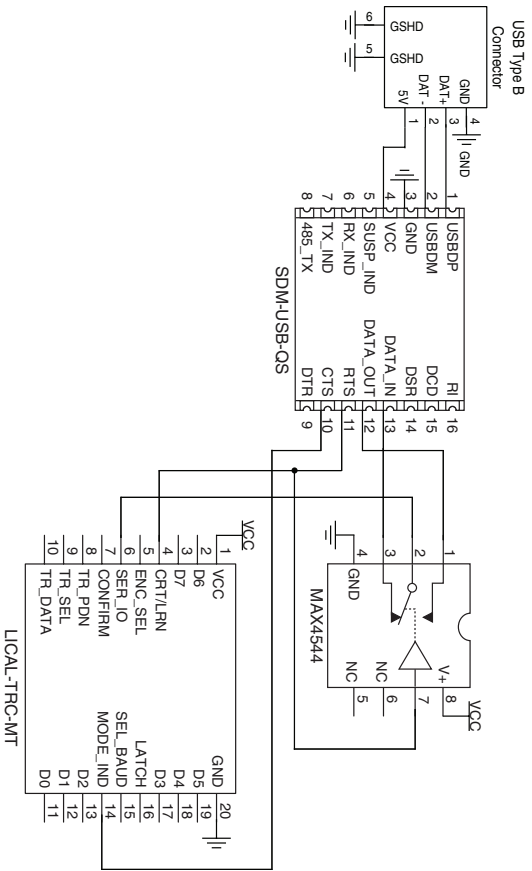 USB Type B
Connector
GSHD 6
GSHD 5
GND 4
DAT+ 3
DAT - 2
5V 1
GND
1 USBDP
2 USBDM
3 GND
4 VCC
5 SUSP_IND
6 RX_IND
7 TX_IND
8 485_TX
RI 16
DCD 15
DSR 14
DATA_IN 13
DATA_OUT 12
RTS 11
CTS 10
DTR 9
SDM-USB-QS
1
2
3
4 GND
V+ 8
7
NC 6
NC 5
VCC
MAX4544
VCC
1 VCC
2 D6
3 D7
4 CRT/LRN
5 ENC_SEL
6 SER_IO
7 CONFIRM
8 TR_PDN
9 TR_SEL
10 TR_DATA
GND 20
D5 19
D4 18
D3 17
LATCH 16
SEL_BAUD 15
MODE_IND 14
D2 13
D1 12
D0 11
LICAL-TRC-MT